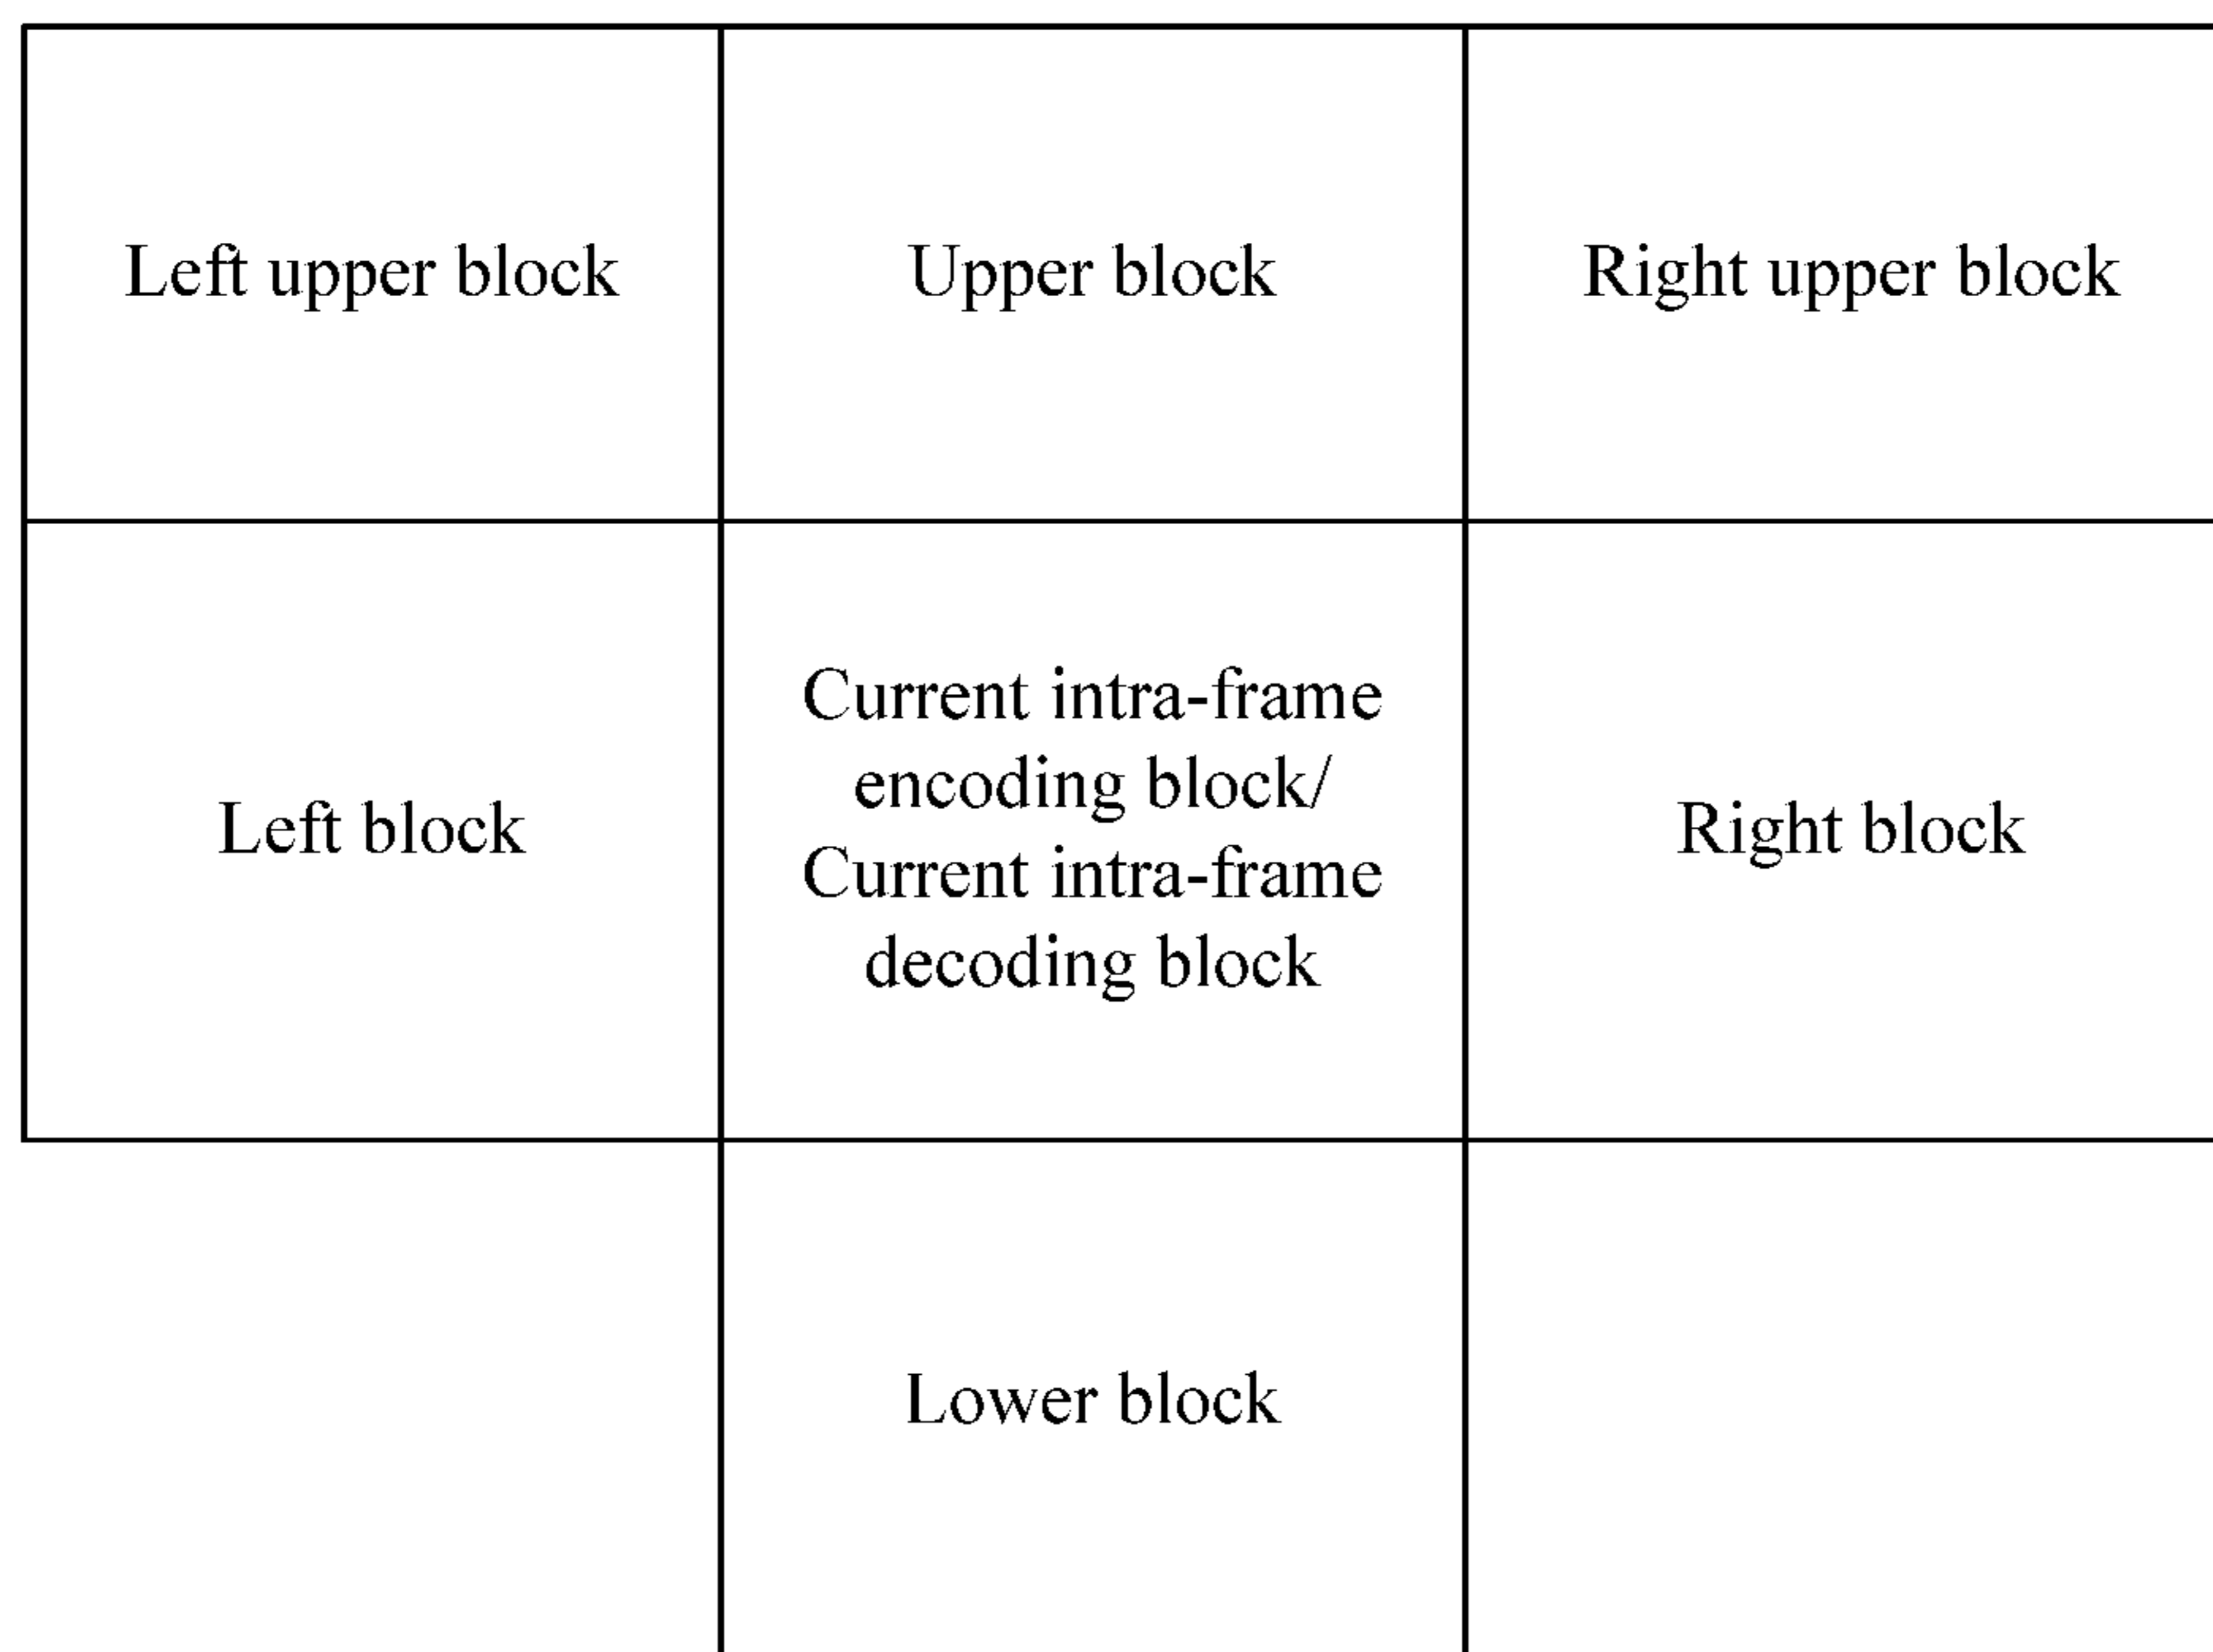 Left upper block
Upper block
Right upper block
Left block
Current intra-frame
encoding block/
Current intra-frame
decoding block
Right block
Lower block